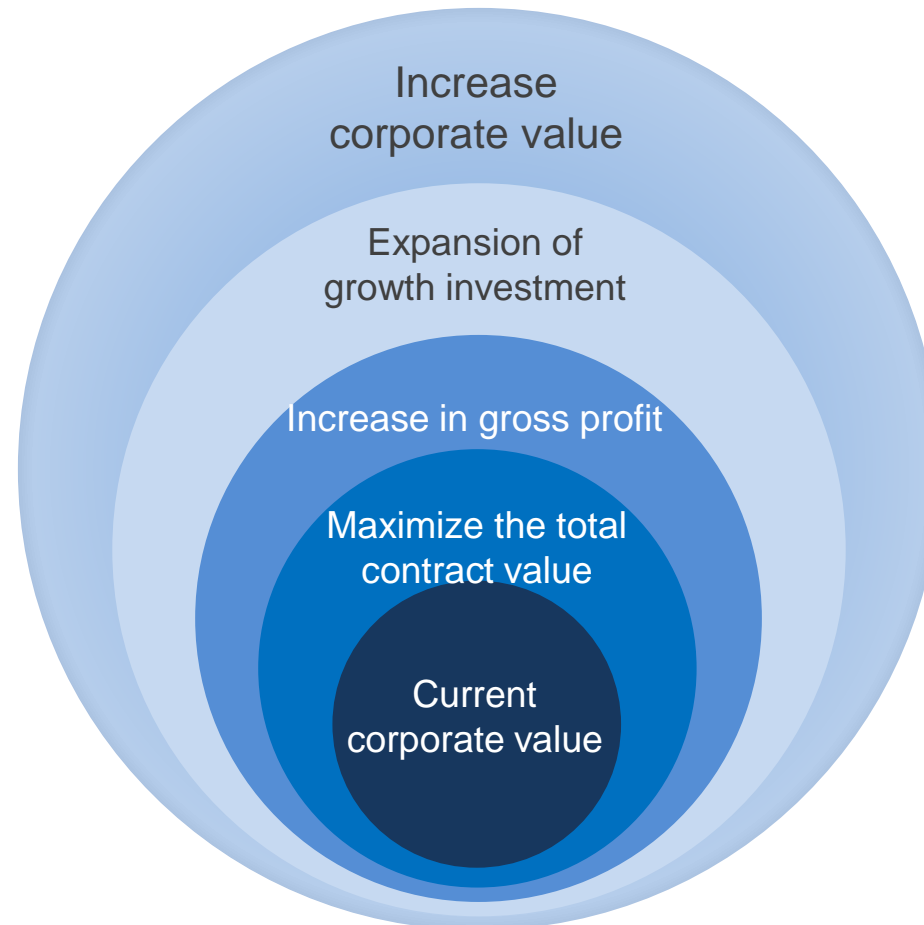 Increase
corporate value
Expansion of
growth investment
Increase in gross profit
Maximize the total
contract value
Current
corporate value